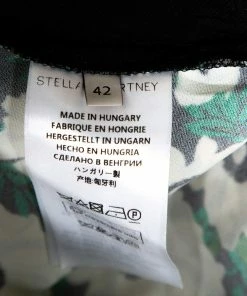 STELLA McCARTNEY
42
MADE IN HUNGARY
FABRIQUE EN HONGRIE
HERGESTELLT IN UNGARN
HECHO EN HUNGRIA
СДЕЛАНО В ВЕНГРИИ
ハンガリー製
产地:匈牙利